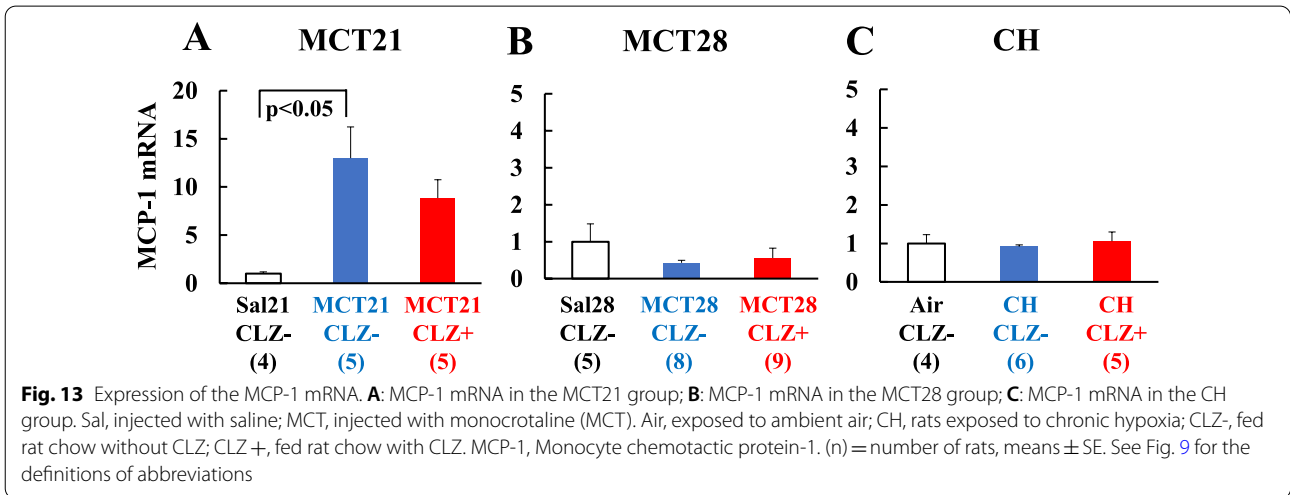 A MCT21 B MCT28 C CH
MCP-1 mRNA
20
15
10
5
0
p<0.05
Sal21 MCT21 MCT21
CLZ- CLZ- CLZ+
(4) (5) (5)
5
4
3
2
1
0
Sal28 MCT28 MCT28
CLZ- CLZ- CLZ+
(5) (8) (9)
5
4
3
2
1
0
Air CH CH
CLZ- CLZ- CLZ+
(4) (6) (5)
Fig. 13 Expression of the MCP-1 mRNA. A: MCP-1 mRNA in the MCT21 group; B: MCP-1 mRNA in the MCT28 group; C: MCP-1 mRNA in the CH
group. Sal, injected with saline; MCT, injected with monocrotaline (MCT). Air, exposed to ambient air; CH, rats exposed to chronic hypoxia; CLZ-, fed
rat chow without CLZ; CLZ +, fed rat chow with CLZ. MCP-1, Monocyte chemotactic protein-1. (n) = number of rats, means ± SE. See Fig. 9 for the
definitions of abbreviations